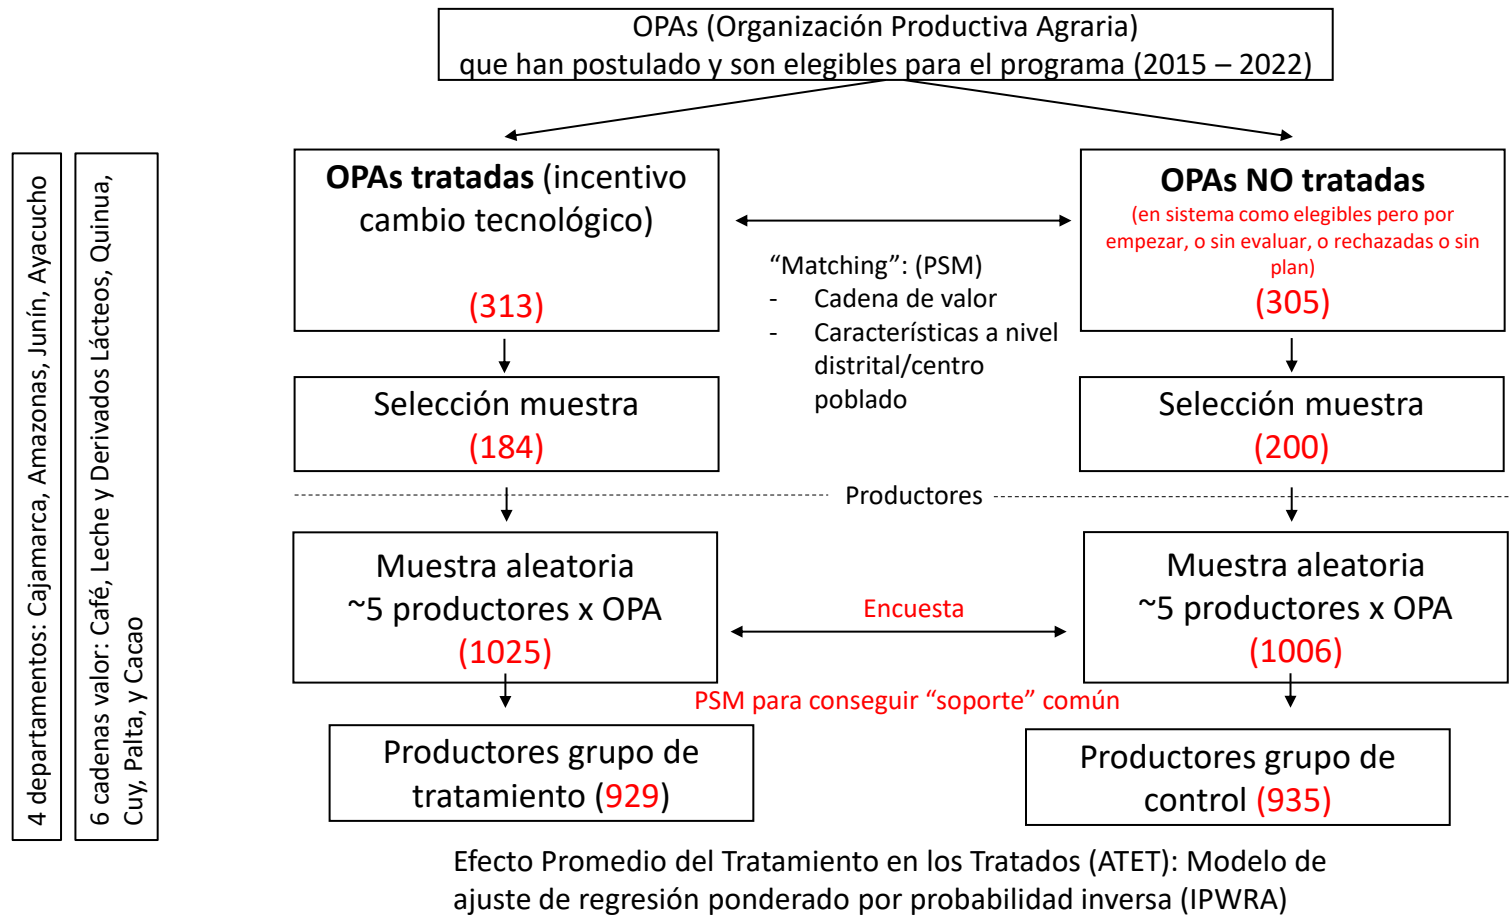 OPAs (Organización Productiva Agraria)
que han postulado y son elegibles para el programa (2015 – 2022)
4 departamentos: Cajamarca, Amazonas, Junín, Ayacucho
6 cadenas valor: Café, Leche y Derivados Lácteos, Quinua,
Cuy, Palta, y Cacao
OPAs tratadas (incentivo
cambio tecnológico)
(313)
“Matching”: (PSM)
- Cadena de valor
- Características a nivel
distrital/centro
poblado
OPAs NO tratadas
(en sistema como elegibles pero por
empezar, o sin evaluar, o rechazadas o sin
plan)
(305)
Selección muestra
(184)
Selección muestra
(200)
Productores
Muestra aleatoria
~5 productores x OPA
(1025)
Encuesta
Muestra aleatoria
~5 productores x OPA
(1006)
PSM para conseguir “soporte” común
Productores grupo de
tratamiento (929)
Productores grupo de
control (935)
Efecto Promedio del Tratamiento en los Tratados (ATET): Modelo de
ajuste de regresión ponderado por probabilidad inversa (IPWRA)